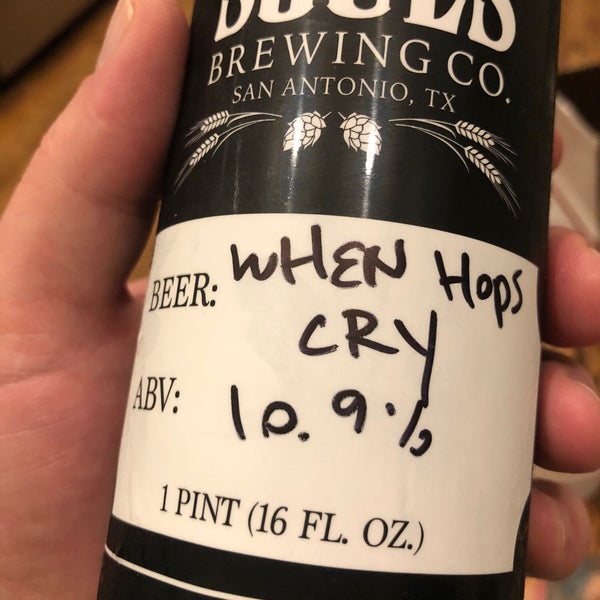 BREWING CO.
SAN ANTONIO, TX
BEER: WHEN HOPS
CRY
ABV: 10.9%
1 PINT (16 FL. OZ.)